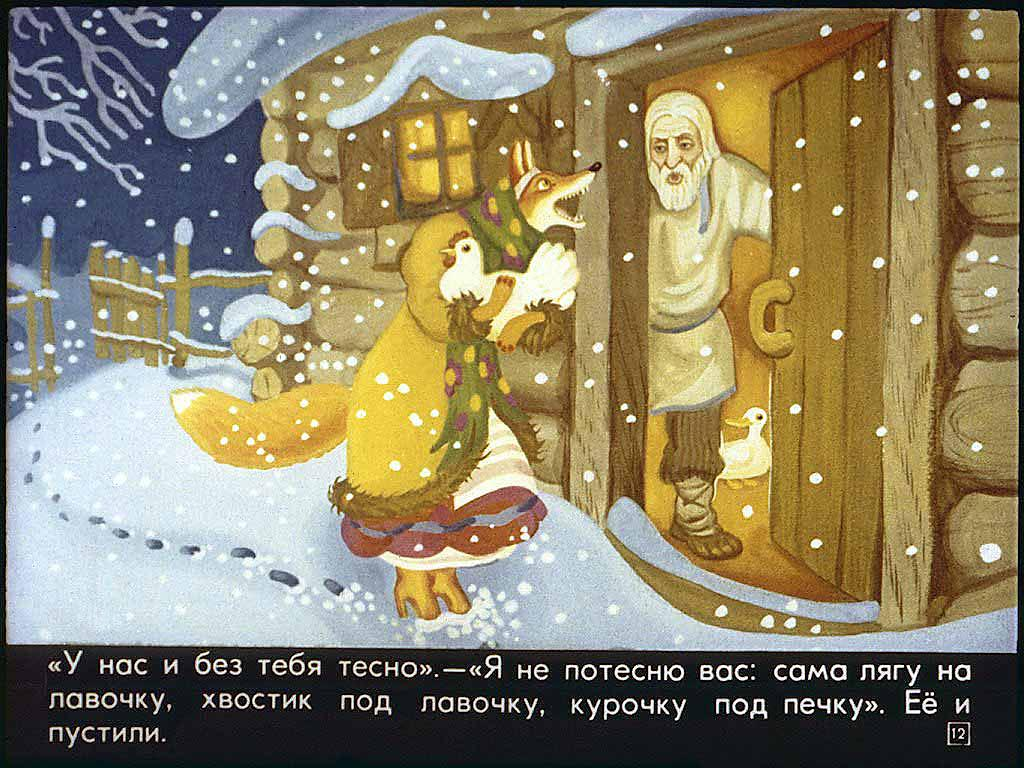 «У нас и без тебя тесно».—«Я не потесню вас: сама лягу на
лавочку, хвостик под лавочку, курочку под печку». Её и
пустили.
12